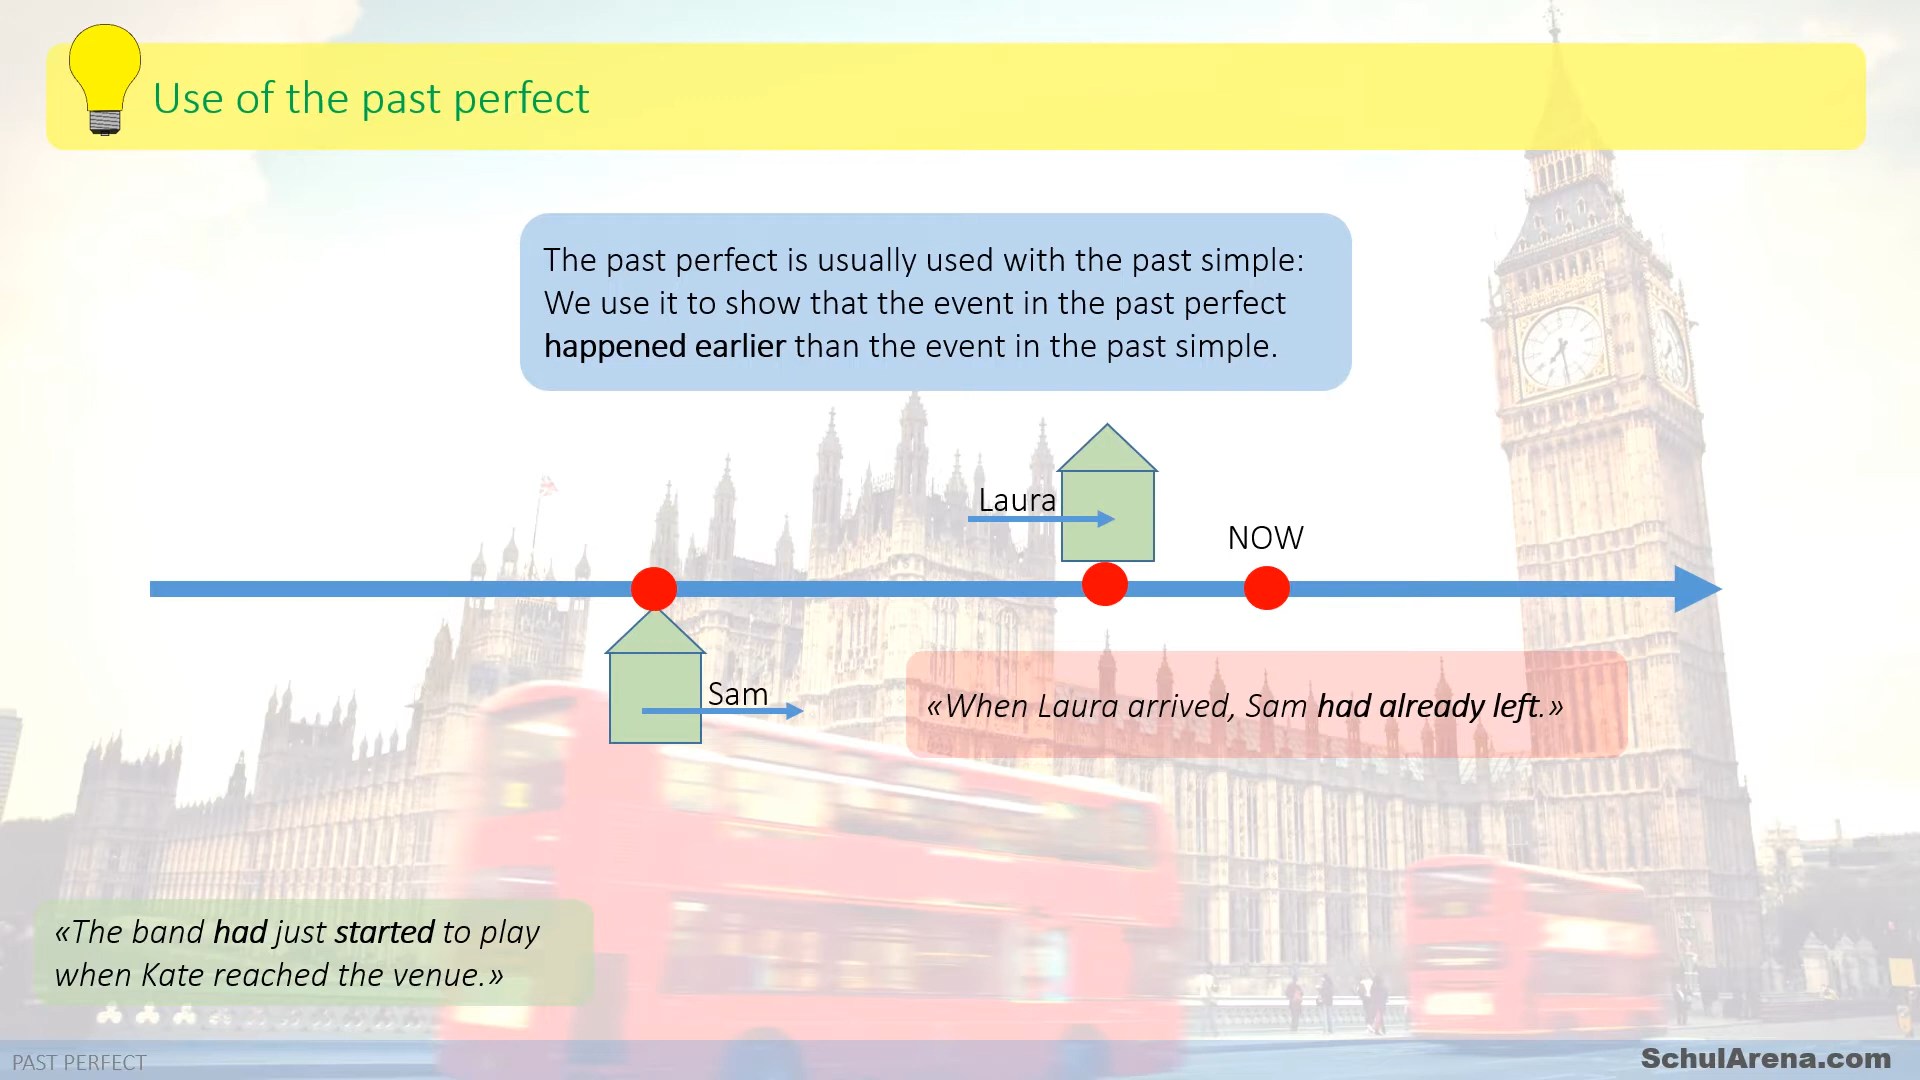 Use of the past perfect
The past perfect is usually used with the past simple:
We use it to show that the event in the past perfect
happened earlier than the event in the past simple.
Laura
NOW
Sam
«When Laura arrived, Sam had already left.»
«The band had just started to play
when Kate reached the venue.»
PAST PERFECT
SchulArena.com